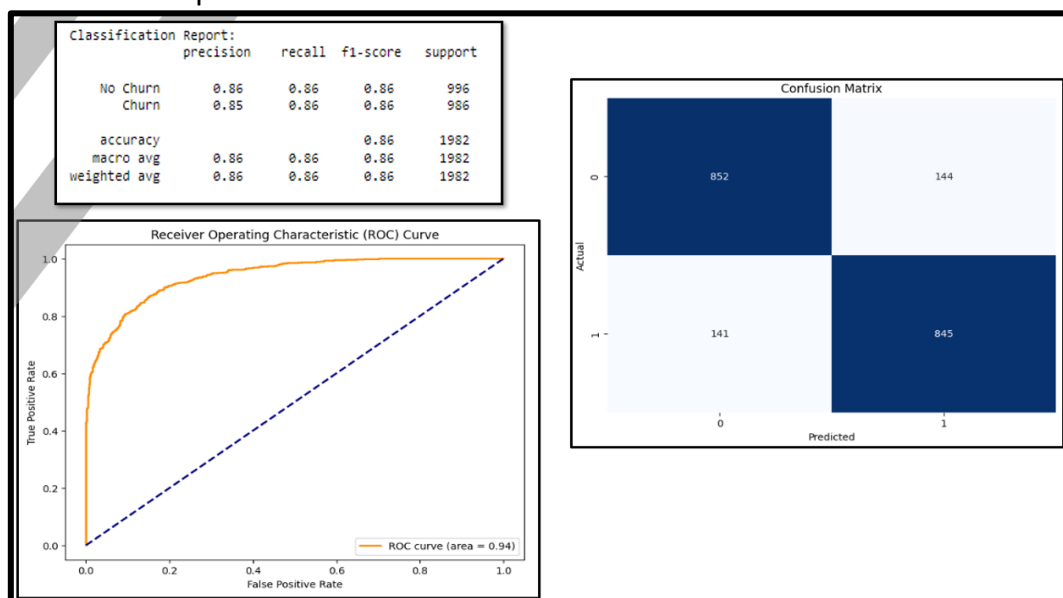 Classification Report:
precision recall f1-score support
No Churn 0.86 0.86 0.86 996
Churn 0.85 0.86 0.86 986
accuracy 0.86 1982
macro avg 0.86 0.86 0.86 1982
weighted avg 0.86 0.86 0.86 1982
Receiver Operating Characteristic (ROC) Curve
True Positive Rate
1.0
0.8
0.6
0.4
0.2
0.0
ROC curve (area = 0.94)
0.0 0.2 0.4 0.6 0.8 1.0
False Positive Rate
Confusion Matrix
Actual
0
852 144
1
141 845
0 1
Predicted